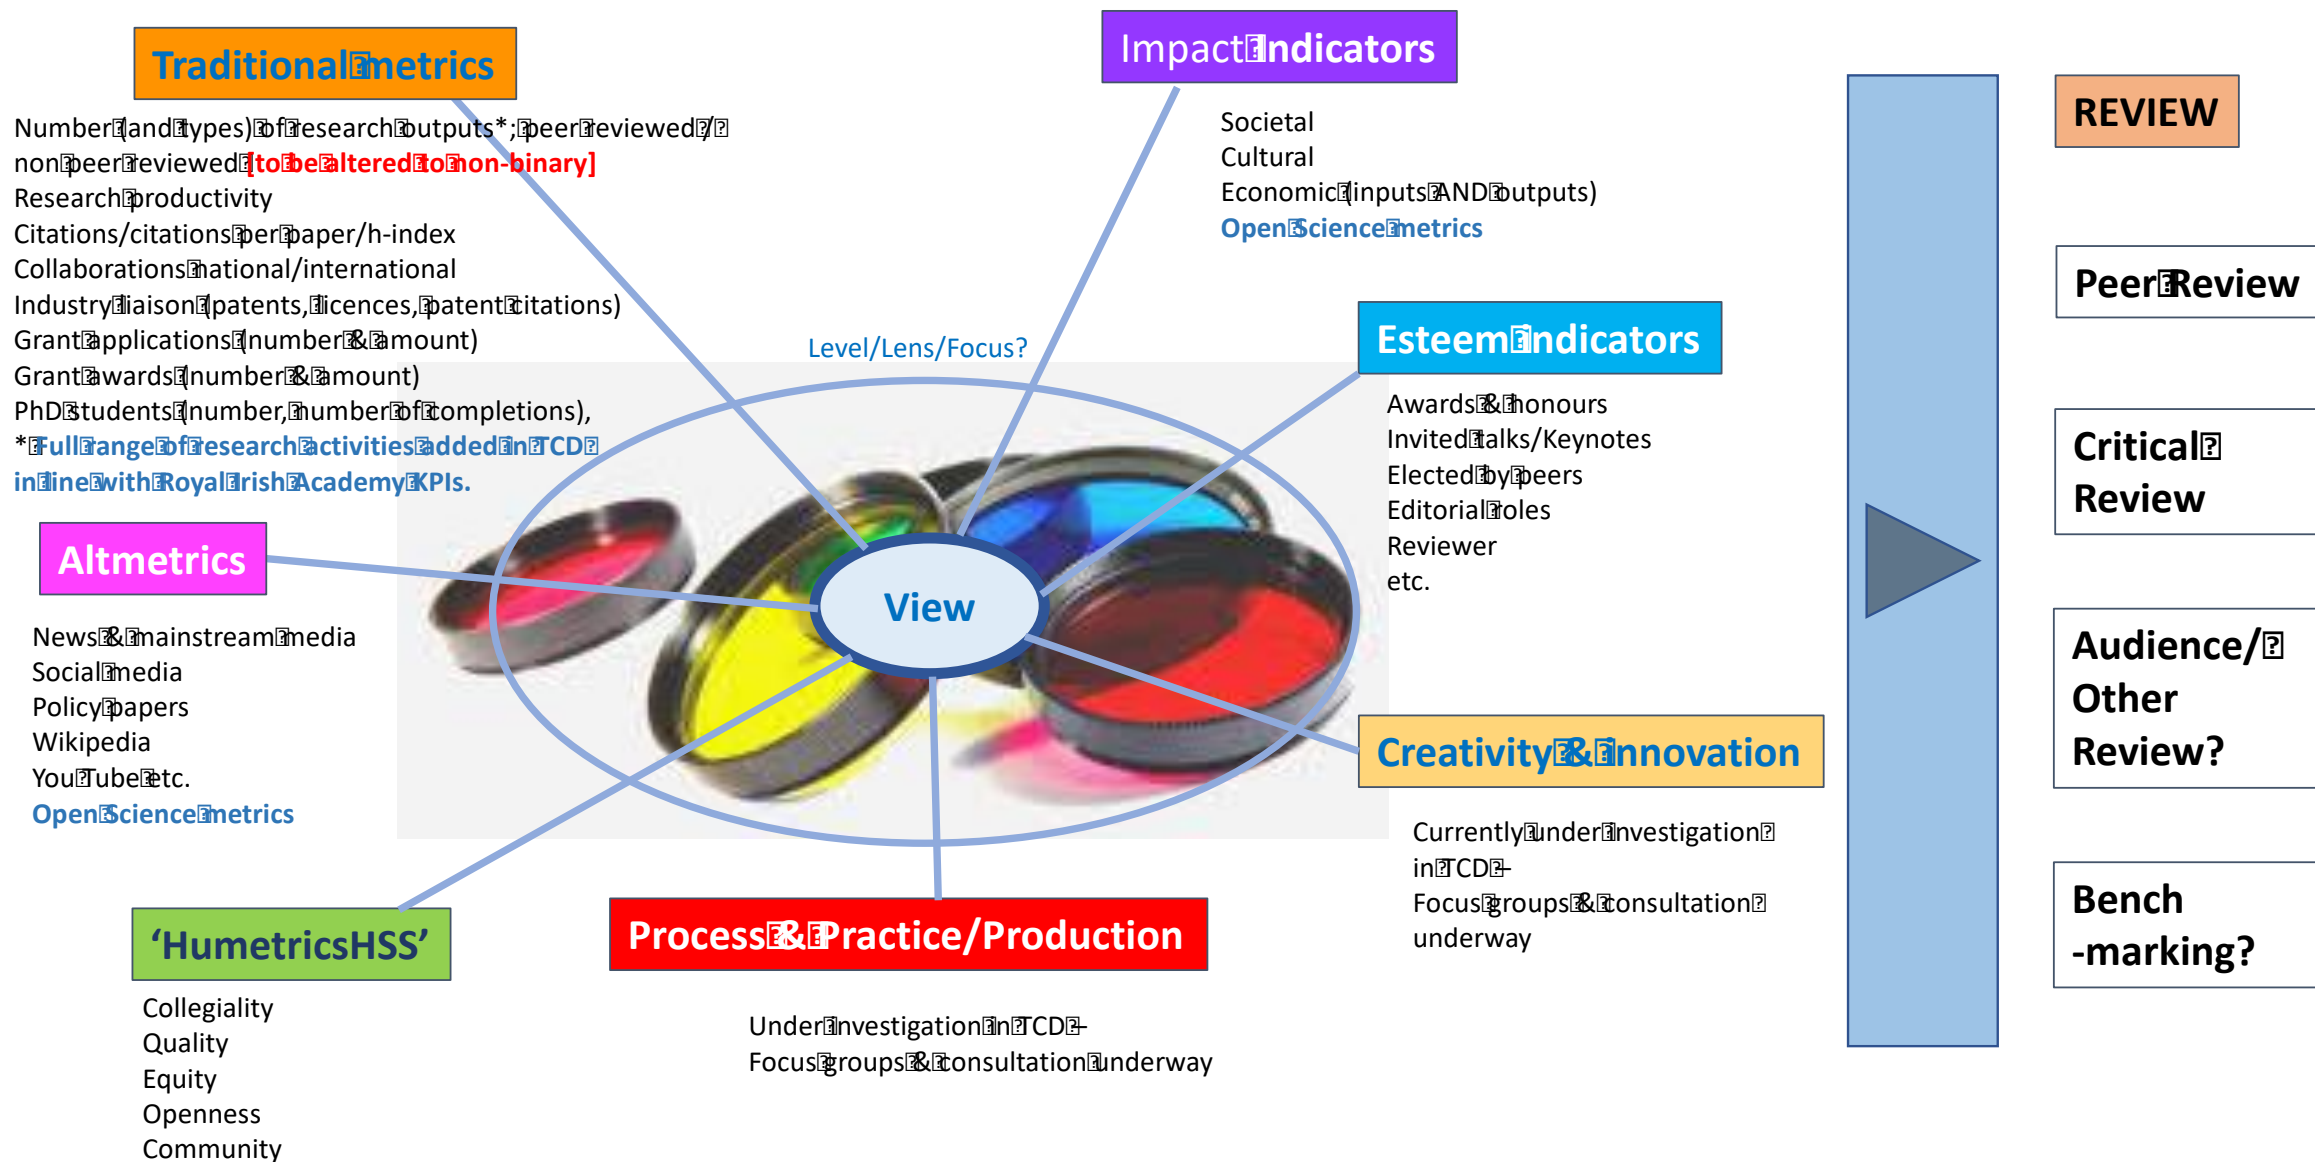 Traditional metrics
Number (and types) of research outputs*; peer reviewed /
non peer reviewed [to be altered to non-binary]
Research productivity
Citations/citations per paper/h-index
Collaborations national/international
Industry liaison (patents, licences, patent citations)
Grant applications (number & amount)
Grant awards (number & amount)
PhD students (number, number of completions),
* Full range of research activities added in TCD
in line with Royal Irish Academy KPIs.
Altmetrics
News & mainstream media
Social media
Policy papers
Wikipedia
You Tube etc.
Open Science metrics
‘HumetricsHSS’
Collegiality
Quality
Equity
Openness
Community
Level/Lens/Focus?
View
Process & Practice/Production
Under investigation in TCD –
Focus groups & consultation underway
Impact Indicators
Societal
Cultural
Economic (inputs AND outputs)
Open Science metrics
Esteem indicators
Awards & honours
Invited talks/Keynotes
Elected by peers
Editorial roles
Reviewer
etc.
Creativity & innovation
Currently under investigation
in TCD –
Focus groups & consultation
underway
REVIEW
Peer Review
Critical
Review
Audience/
Other
Review?
Bench
-marking?